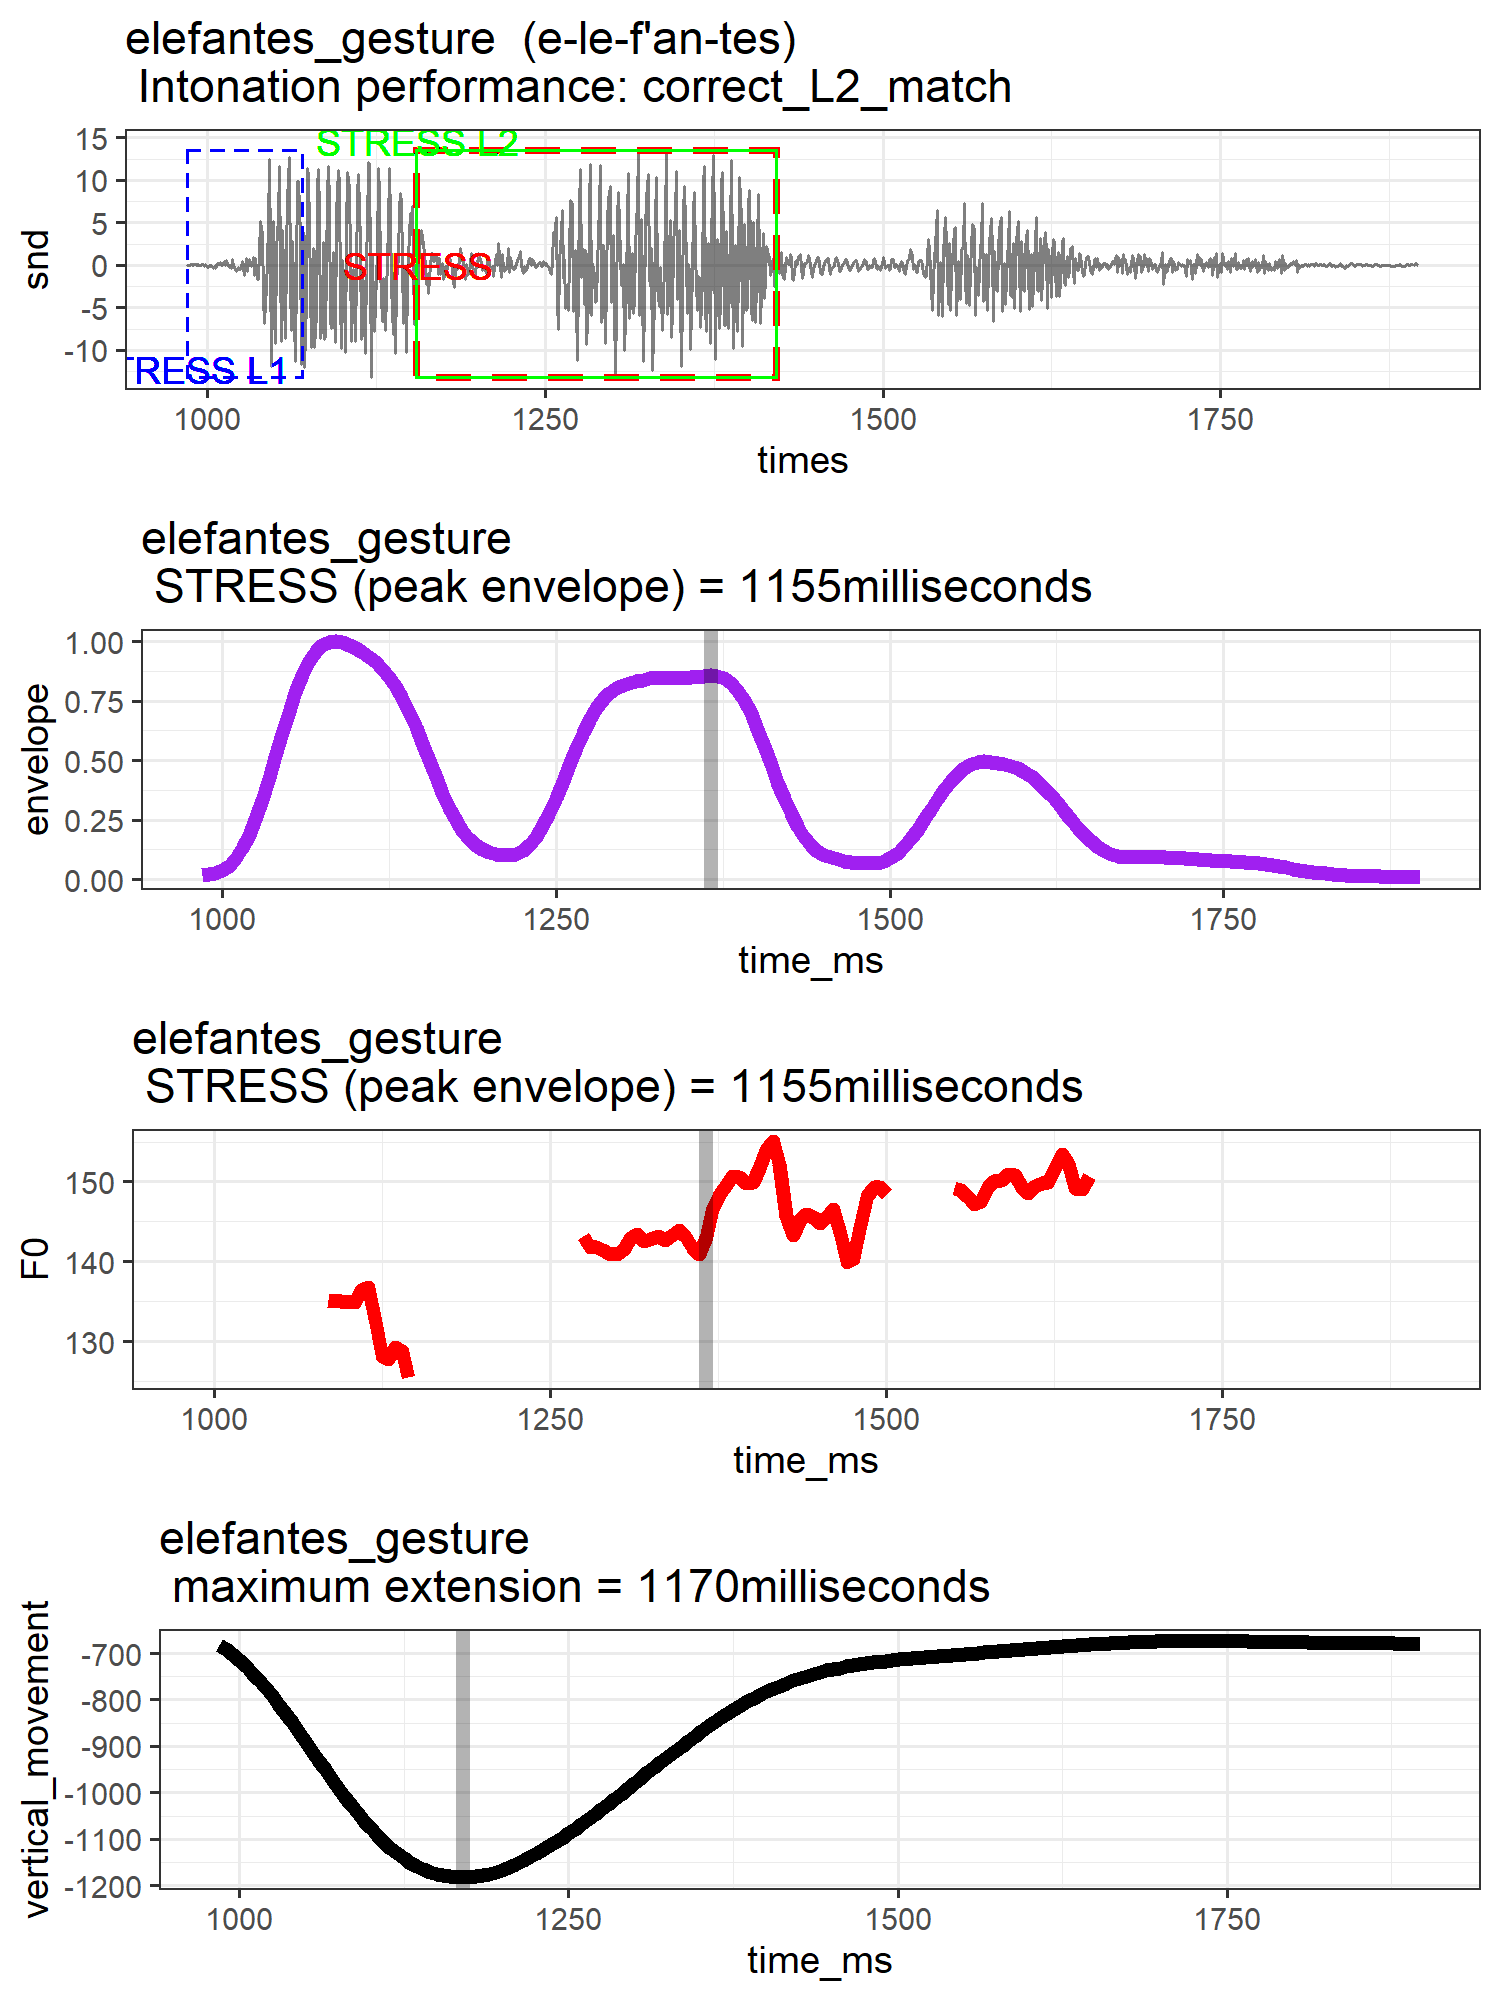 elefantes_gesture (e-le-f'an-tes)
Intonation performance: correct_L2_match
STRESS L2
STRESS
TRESS L1
snd
15
10
5
0
-5
-10
1000 1250 1500 1750
times
elefantes_gesture
STRESS (peak envelope) = 1155milliseconds
envelope
1.00
0.75
0.50
0.25
0.00
1000 1250 1500 1750
time_ms
elefantes_gesture
STRESS (peak envelope) = 1155milliseconds
F0
150
140
130
1000 1250 1500 1750
time_ms
elefantes_gesture
maximum extension = 1170milliseconds
vertical_movement
-700
-800
-900
-1000
-1100
-1200
1000 1250 1500 1750
time_ms